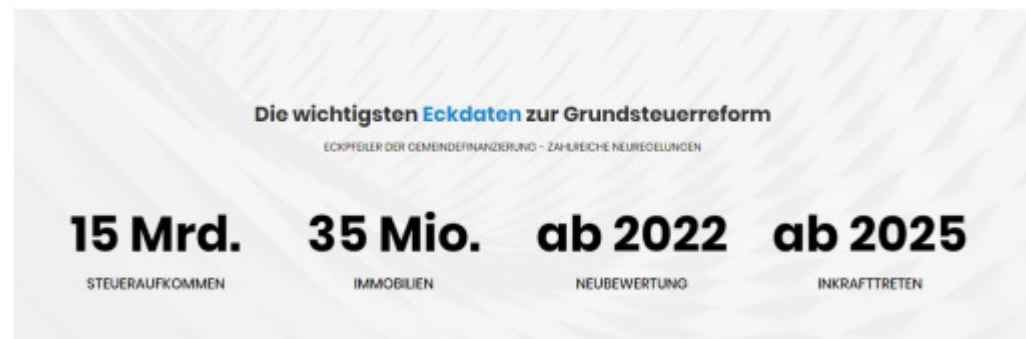 Die wichtigsten Eckdaten zur Grundsteuerreform
ECKPFEILER DER GEMEINDEFINANZIERUNG - ZAHLREICHE NEUREGELUNGEN
15 Mrd. 35 Mio. ab 2022 ab 2025
STEUERAUFKOMMEN IMMOBILIEN NEUBEWERTUNG INKRAFTTRETEN